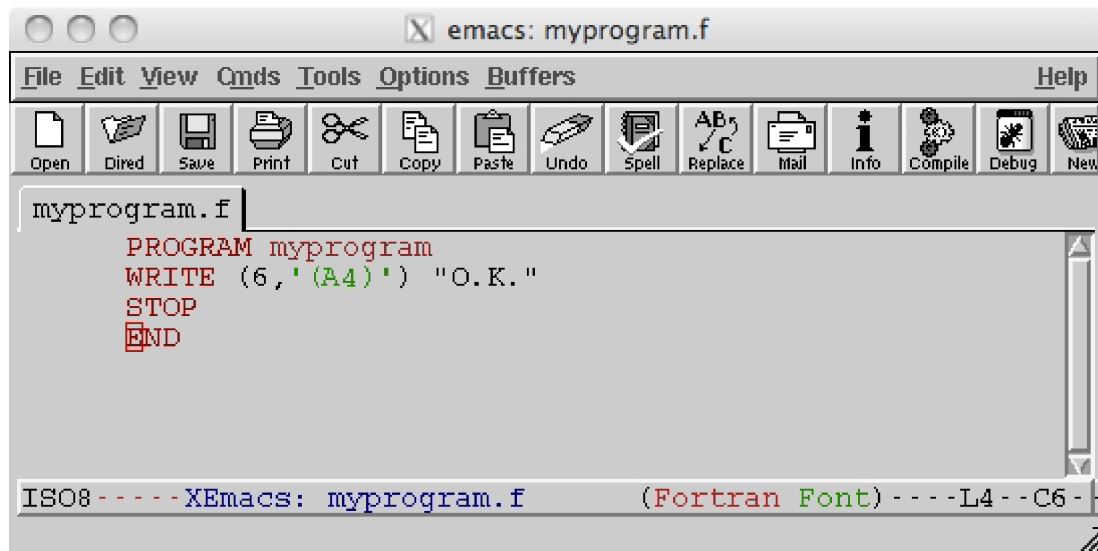 X emacs: myprogram.f
File Edit View Cmds Tools Options Buffers Help
Open Dired Save Print Cut Copy Paste Undo Spell AB C Replace Mail i Info Compile Debug New
myprogram.f
PROGRAM myprogram
WRITE (6,'(A4)') "O.K."
STOP
END
ISO8-----XEmacs: myprogram.f (Fortran Font)----L4--C6-